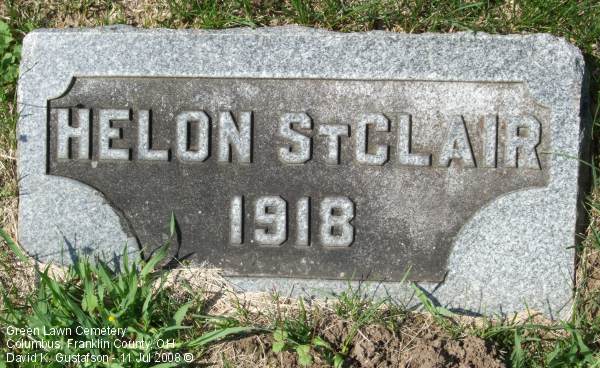 HELON StCLAIR
1918
Green Lawn Cemetery
Columbus, Franklin County, OH
David K. Gustafson - 11 Jul 2008 ©